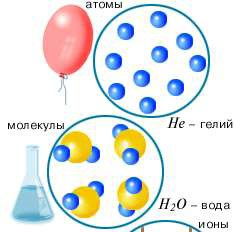 атомы
He – гелий
молекулы
H2O – вода
ионы